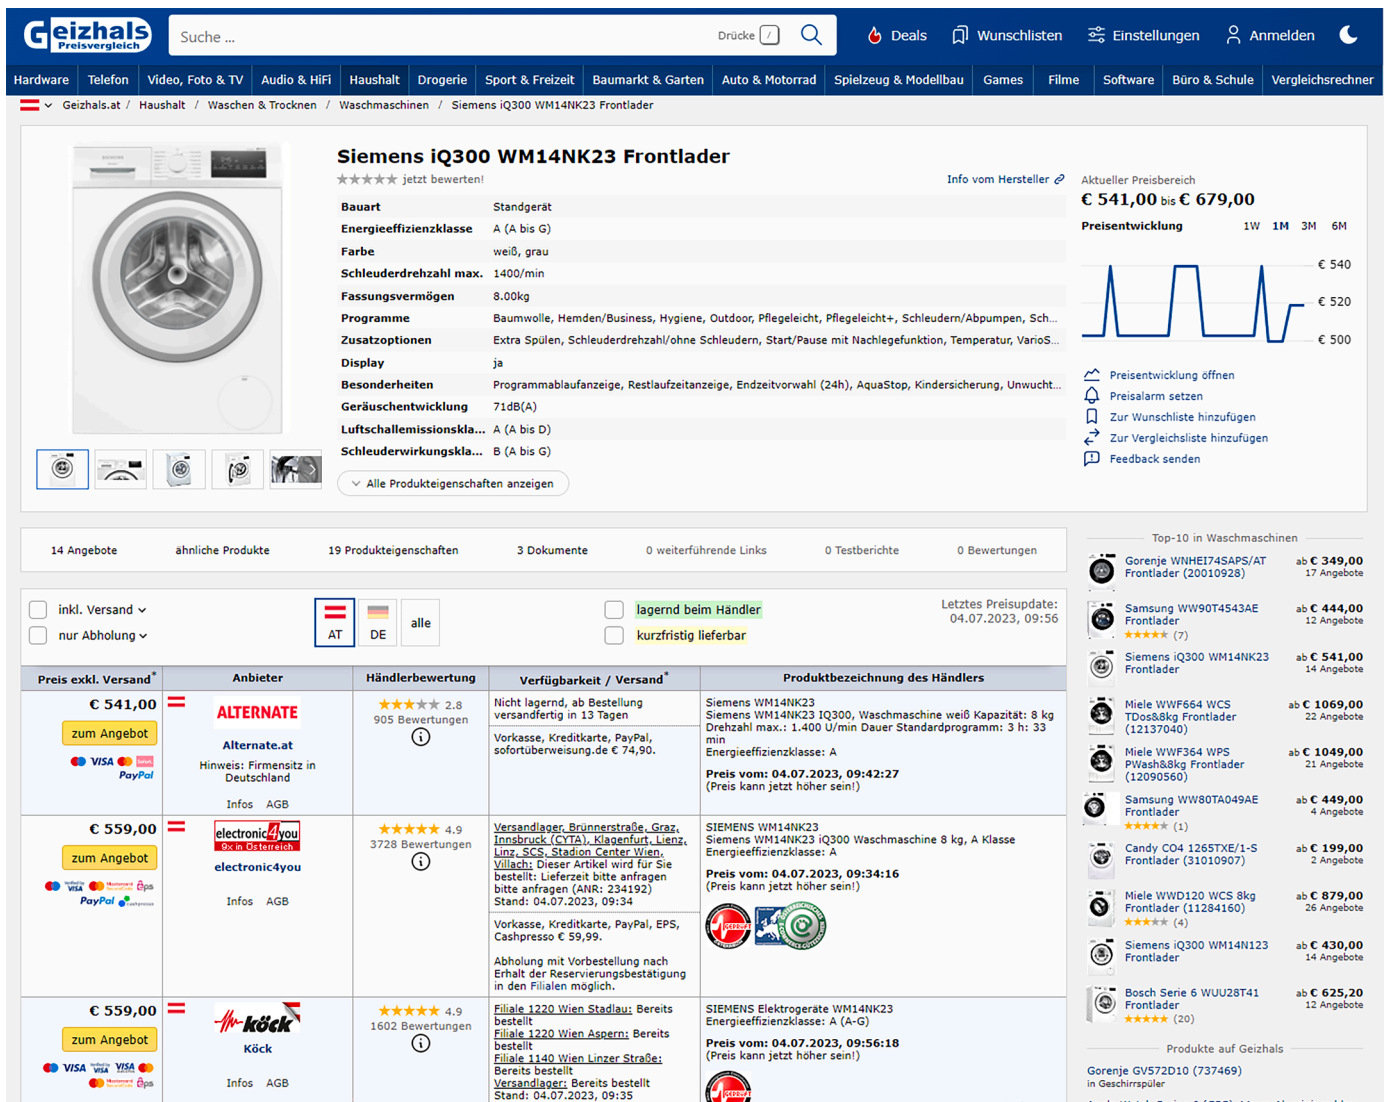 Geizhals
Preisvergleich
Suche ...
Drücke /
Deals
Wunschlisten
Einstellungen
Anmelden
Hardware
Telefon
Video, Foto & TV
Audio & HiFi
Haushalt
Drogerie
Sport & Freizeit
Baumarkt & Garten
Auto & Motorrad
Spielzeug & Modellbau
Games
Filme
Software
Büro & Schule
Vergleichsrechner
Geizhals.at / Haushalt / Waschen & Trocknen / Waschmaschinen / Siemens iQ300 WM14NK23 Frontlader
Siemens iQ300 WM14NK23 Frontlader
jetzt bewerten!
Info vom Hersteller
Bauart Standgerät
Energieeffizienzklasse A (A bis G)
Farbe weiß, grau
Schleuderdrehzahl max. 1400/min
Fassungsvermögen 8.00kg
Programme Baumwolle, Hemden/Business, Hygiene, Outdoor, Pflegeleicht, Pflegeleicht+, Schleudern/Abpumpen, Sch...
Zusatzoptionen Extra Spülen, Schleuderdrehzahl/ohne Schleudern, Start/Pause mit Nachlegefunktion, Temperatur, VarioS...
Display ja
Besonderheiten Programmablaufanzeige, Restlaufzeitanzeige, Endzeitvorwahl (24h), AquaStop, Kindersicherung, Unwucht...
Geräuschentwicklung 71dB(A)
Luftschallemissionskla... A (A bis D)
Schleuderwirkungskla... B (A bis G)
Alle Produkteigenschaften anzeigen
Aktueller Preisbereich
€ 541,00 bis € 679,00
Preisentwicklung 1W 1M 3M 6M
€ 540
€ 520
€ 500
Preisentwicklung öffnen
Preisalarm setzen
Zur Wunschliste hinzufügen
Zur Vergleichsliste hinzufügen
Feedback senden
14 Angebote
ähnliche Produkte
19 Produkteigenschaften
3 Dokumente
0 weiterführende Links
0 Testberichte
0 Bewertungen
inkl. Versand
nur Abholung
AT
DE
alle
lagernd beim Händler
kurzfristig lieferbar
Letztes Preisupdate:
04.07.2023, 09:56
Preis exkl. Versand*
Anbieter
Händlerbewertung
Verfügbarkeit / Versand*
Produktbezeichnung des Händlers
€ 541,00
zum Angebot
VISA
PayPal
ALTERNATE
Alternate.at
Hinweis: Firmensitz in
Deutschland
Infos AGB
2.8
905 Bewertungen
Nicht lagernd, ab Bestellung
versandfertig in 13 Tagen
Vorkasse, Kreditkarte, PayPal,
sofortüberweisung.de € 74,90.
Siemens WM14NK23
Siemens WM14NK23 IQ300, Waschmaschine weiß Kapazität: 8 kg
Drehzahl max.: 1.400 U/min Dauer Standardprogramm: 3 h: 33
min
Energieeffizienzklasse: A
Preis vom: 04.07.2023, 09:42:27
(Preis kann jetzt höher sein!)
€ 559,00
zum Angebot
VISA
eps
PayPal
cashpresso
electronic4you
9x in Österreich
electronic4you
Infos AGB
4.9
3728 Bewertungen
Versandlager, Brünnerstraße, Graz,
Innsbruck (CYTA), Klagenfurt, Lienz,
Linz, SCS, Stadion Center Wien,
Villach: Dieser Artikel wird für Sie
bestellt: Lieferzeit bitte anfragen
bitte anfragen (ANR: 234192)
Stand: 04.07.2023, 09:34
Vorkasse, Kreditkarte, PayPal, EPS,
Cashpresso € 59,99.
Abholung mit Vorbestellung nach
Erhalt der Reservierungsbestätigung
in den Filialen möglich.
SIEMENS WM14NK23
Siemens WM14NK23 iQ300 Waschmaschine 8 kg, A Klasse
Energieeffizienzklasse: A
Preis vom: 04.07.2023, 09:34:16
(Preis kann jetzt höher sein!)
GEPRÜFT
€ 559,00
zum Angebot
VISA
VISA
VISA
eps
köck
Köck
Infos AGB
4.9
1602 Bewertungen
Filiale 1220 Wien Stadlau: Bereits
bestellt
Filiale 1220 Wien Aspern: Bereits
bestellt
Filiale 1140 Wien Linzer Straße:
Bereits bestellt
Versandlager: Bereits bestellt
Stand: 04.07.2023, 09:35
SIEMENS Elektrogeräte WM14NK23
Energieeffizienzklasse: A (A-G)
Preis vom: 04.07.2023, 09:56:18
(Preis kann jetzt höher sein!)
Top-10 in Waschmaschinen
Gorenje WNHEI74SAPS/AT ab € 349,00
Frontlader (20010928) 17 Angebote
Samsung WW90T4543AE ab € 444,00
Frontlader 12 Angebote
(7)
Siemens iQ300 WM14NK23 ab € 541,00
Frontlader 14 Angebote
Miele WWF664 WCS ab € 1069,00
TDos&8kg Frontlader 22 Angebote
(12137040)
Miele WWF364 WPS ab € 1049,00
PWash&8kg Frontlader 21 Angebote
(12090560)
Samsung WW80TA049AE ab € 449,00
Frontlader 4 Angebote
(1)
Candy CO4 1265TXE/1-S ab € 199,00
Frontlader (31010907) 2 Angebote
Miele WWD120 WCS 8kg ab € 879,00
Frontlader (11284160) 26 Angebote
(4)
Siemens iQ300 WM14N123 ab € 430,00
Frontlader 14 Angebote
Bosch Serie 6 WUU28T41 ab € 625,20
Frontlader 12 Angebote
(20)
Produkte auf Geizhals
Gorenje GV572D10 (737469)
in Geschirrspüler